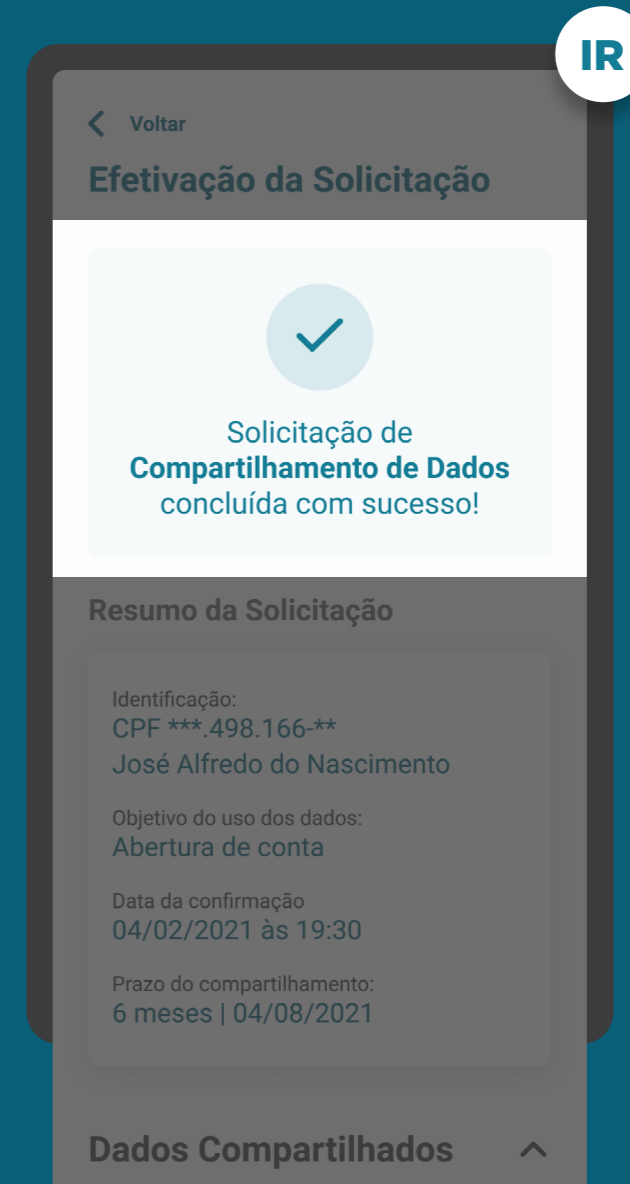 IR
Voltar
Efetivação da Solicitação
Solicitação de
Compartilhamento de Dados
concluída com sucesso!
Resumo da Solicitação
Identificação:
CPF ***.498.166-**
José Alfredo do Nascimento
Objetivo do uso dos dados:
Abertura de conta
Data da confirmação
04/02/2021 às 19:30
Prazo do compartilhamento:
6 meses | 04/08/2021
Dados Compartilhados